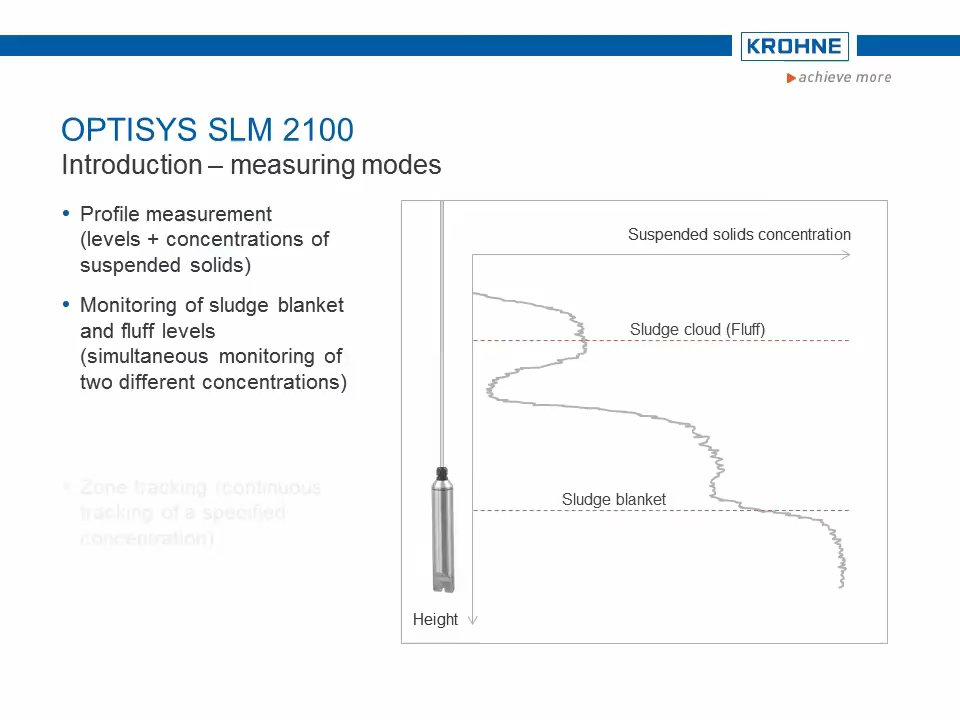 KROHNE
achieve more
OPTISYS SLM 2100
Introduction – measuring modes
• Profile measurement
(levels + concentrations of
suspended solids)
• Monitoring of sludge blanket
and fluff levels
(simultaneous monitoring of
two different concentrations)
• Zone tracking (continuous
tracking of a specified
concentration)
Suspended solids concentration
Sludge cloud (Fluff)
Sludge blanket
Height